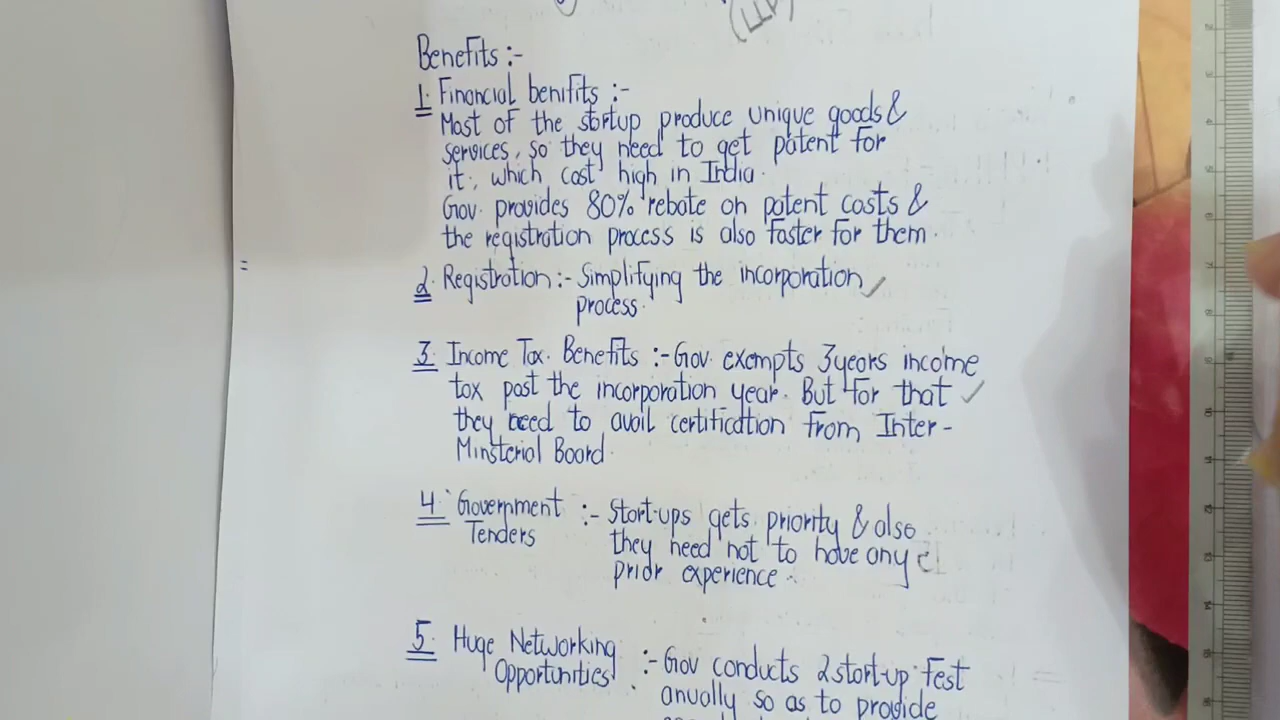 (LLP)
Benefits :-
1. Financial benifits :-
Most of the startup produce unique goods &
services, so they need to get patent for
it, which cost high in India.
Gov. provides 80% rebate on patent costs &
the registration process is also faster for them.
=
2. Registration :- Simplifying the incorporation
process.
3. Income Tax. Benefits :- Gov. exempts 3 years income
tax past the incorporation year. But for that
they need to avail certification from Inter-
Minsterial Board.
4. Government :- Start-ups gets priority & also
Tenders they need not to have any
prior experience.
5. Huge Networking :- Gov conducts 2 start-up fest
Opportunities. anually so as to provide